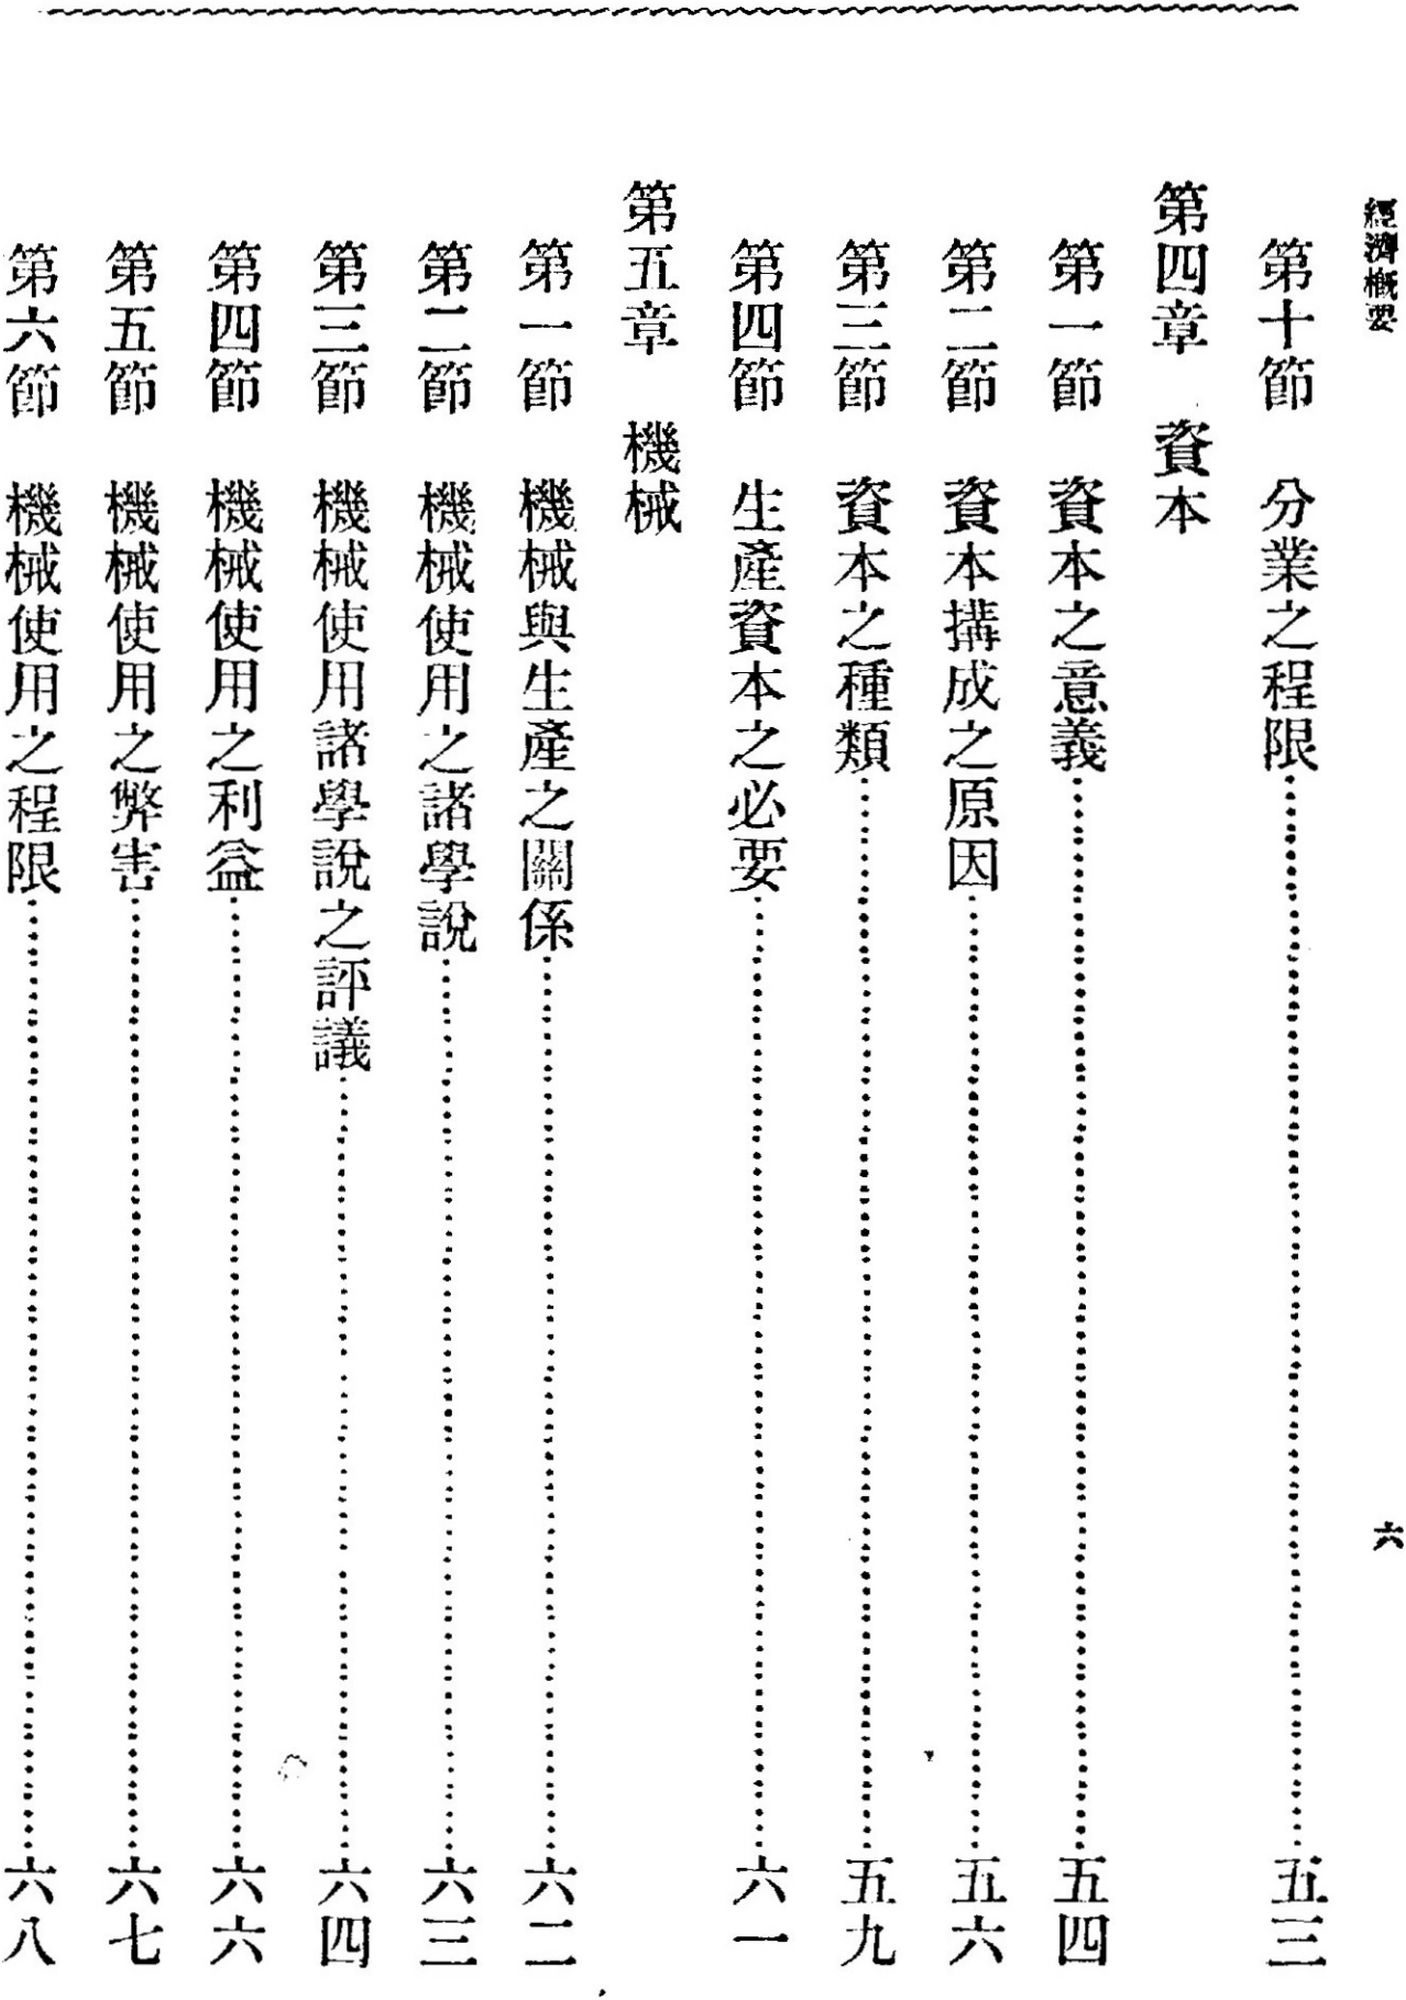 經濟概要
六
第十節　分業之程限……五三
第四章　資本
第一節　資本之意義……五四
第二節　資本搆成之原因……五六
第三節　資本之種類……五九
第四節　生產資本之必要……六一
第五章　機械
第一節　機械與生產之關係……六二
第二節　機械使用之諸學說……六三
第三節　機械使用諸學說之評議……六四
第四節　機械使用之利益……六六
第五節　機械使用之弊害……六七
第六節　機械使用之程限……六八